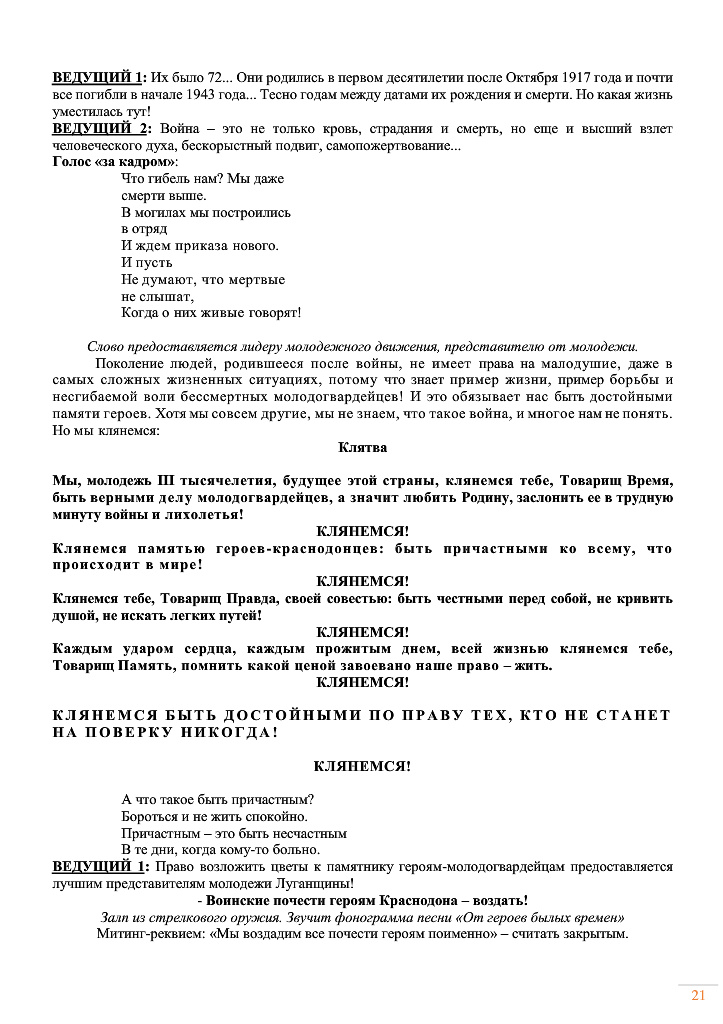 ВЕДУЩИЙ 1: Их было 72... Они родились в первом десятилетии после Октября 1917 года и почти
все погибли в начале 1943 года... Тесно годам между датами их рождения и смерти. Но какая жизнь
уместилась тут!
ВЕДУЩИЙ 2: Война – это не только кровь, страдания и смерть, но еще и высший взлет
человеческого духа, бескорыстный подвиг, самопожертвование...
Голос «за кадром»:
Что гибель нам? Мы даже
смерти выше.
В могилах мы построились
в отряд
И ждем приказа нового.
И пусть
Не думают, что мертвые
не слышат,
Когда о них живые говорят!
Слово предоставляется лидеру молодежного движения, представителю от молодежи.
Поколение людей, родившееся после войны, не имеет права на малодушие, даже в
самых сложных жизненных ситуациях, потому что знает пример жизни, пример борьбы и
несгибаемой воли бессмертных молодогвардейцев! И это обязывает нас быть достойными
памяти героев. Хотя мы совсем другие, мы не знаем, что такое война, и многое нам не понять.
Но мы клянемся:
Клятва
Мы, молодежь III тысячелетия, будущее этой страны, клянемся тебе, Товарищ Время,
быть верными делу молодогвардейцев, а значит любить Родину, заслонить ее в трудную
минуту войны и лихолетья!
КЛЯНЕМСЯ!
Клянемся памятью героев-краснодонцев: быть причастными ко всему, что
происходит в мире!
КЛЯНЕМСЯ!
Клянемся тебе, Товарищ Правда, своей совестью: быть честными перед собой, не кривить
душой, не искать легких путей!
КЛЯНЕМСЯ!
Каждым ударом сердца, каждым прожитым днем, всей жизнью клянемся тебе,
Товарищ Память, помнить какой ценой завоевано наше право – жить.
КЛЯНЕМСЯ!
КЛЯНЕМСЯ БЫТЬ ДОСТОЙНЫМИ ПО ПРАВУ ТЕХ, КТО НЕ СТАНЕТ
НА ПОВЕРКУ НИКОГДА!
КЛЯНЕМСЯ!
А что такое быть причастным?
Бороться и не жить спокойно.
Причастным – это быть несчастным
В те дни, когда кому-то больно.
ВЕДУЩИЙ 1: Право возложить цветы к памятнику героям-молодогвардейцам предоставляется
лучшим представителям молодежи Луганщины!
- Воинские почести героям Краснодона – воздать!
Залп из стрелкового оружия. Звучит фонограмма песни «От героев былых времен»
Митинг-реквием: «Мы воздадим все почести героям поименно» – считать закрытым.
21